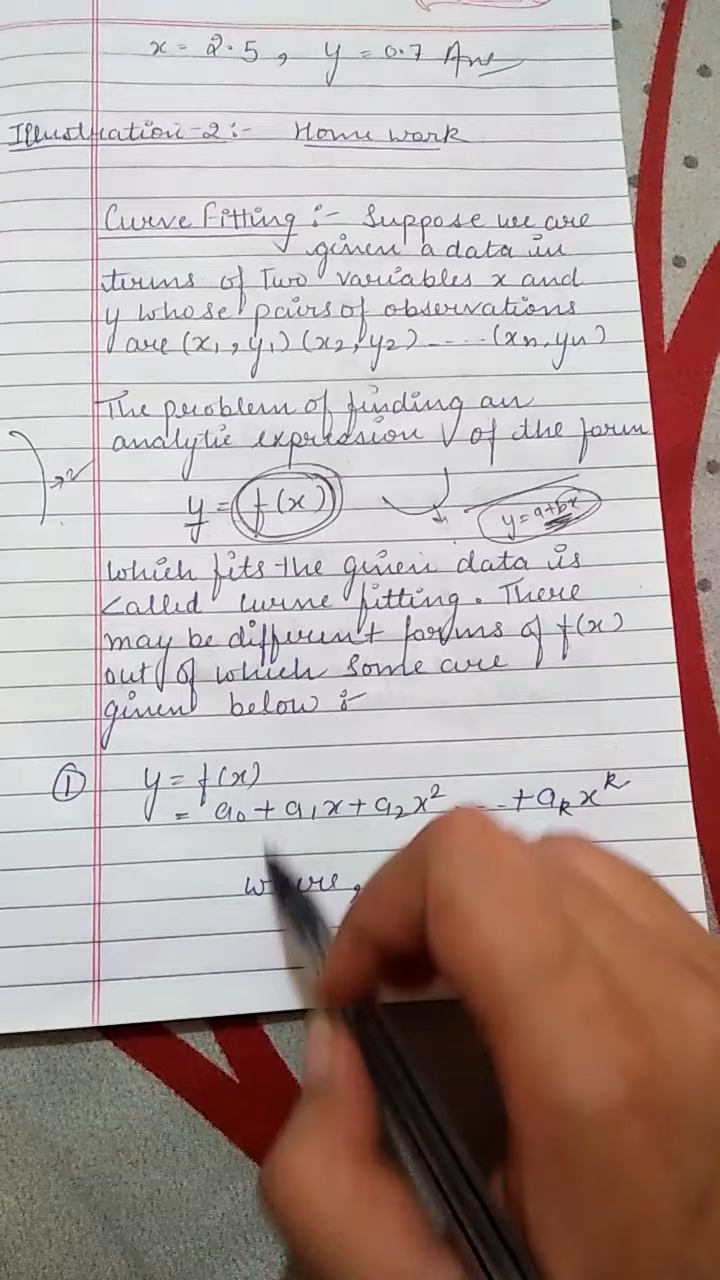 x = 2.5, y = 0.7 Ans
Illustration-2:- Home work
Curve Fitting :- Suppose we are
given a data in
terms of Two variables x and
y whose pairs of observations
are (x₁, y₁) (x₂, y₂) ----- (xn, yn)
The problem of finding an
analytic expression of the form
y = f(x)
y = a+bx
which fits the given data is
called curve fitting. There
may be different forms of f(x)
out of which some are
given below :-
① y = f(x)
= a₀ + a₁x + a₂x² ---- + aₖxᵏ
where,